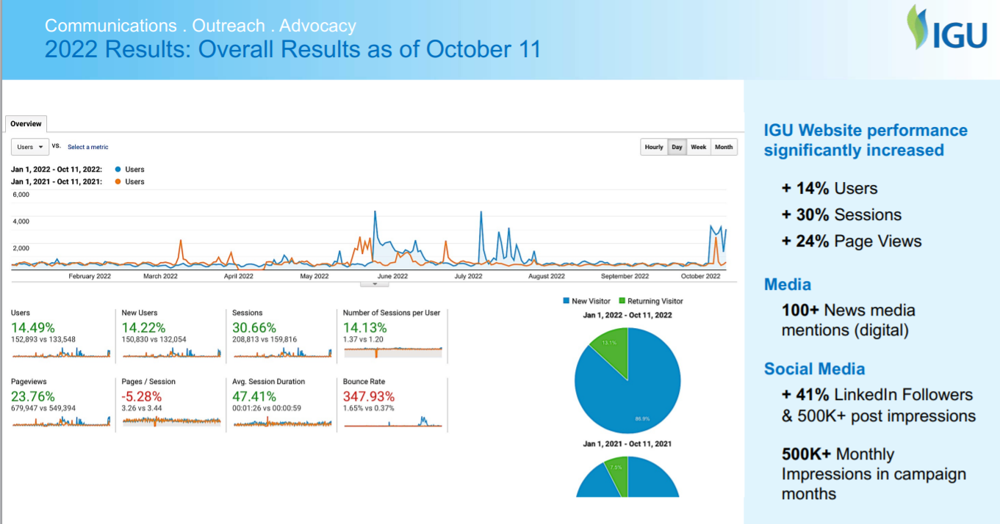 Communications . Outreach . Advocacy
2022 Results: Overall Results as of October 11
IGU
Overview
Users
VS.
Select a metric
Hourly
Day
Week
Month
Jan 1, 2022 - Oct 11, 2022:
Users
Jan 1, 2021 - Oct 11, 2021:
Users
6,000
4,000
2,000
February 2022
March 2022
April 2022
May 2022
June 2022
July 2022
August 2022
September 2022
October 2022
Users
14.49%
152,893 vs 133,548
New Users
14.22%
150,830 vs 132,054
Sessions
30.66%
208,813 vs 159,816
Number of Sessions per User
14.13%
1.37 vs 1.20
Pageviews
23.76%
679,947 vs 549,394
Pages / Session
-5.28%
3.26 vs 3.44
Avg. Session Duration
47.41%
00:01:26 vs 00:00:59
Bounce Rate
347.93%
1.65% vs 0.37%
New Visitor
Returning Visitor
Jan 1, 2022 - Oct 11, 2022
13.1%
86.9%
Jan 1, 2021 - Oct 11, 2021
7.5%
IGU Website performance
significantly increased
+ 14% Users
+ 30% Sessions
+ 24% Page Views
Media
100+ News media
mentions (digital)
Social Media
+ 41% LinkedIn Followers
& 500K+ post impressions
500K+ Monthly
Impressions in campaign
months